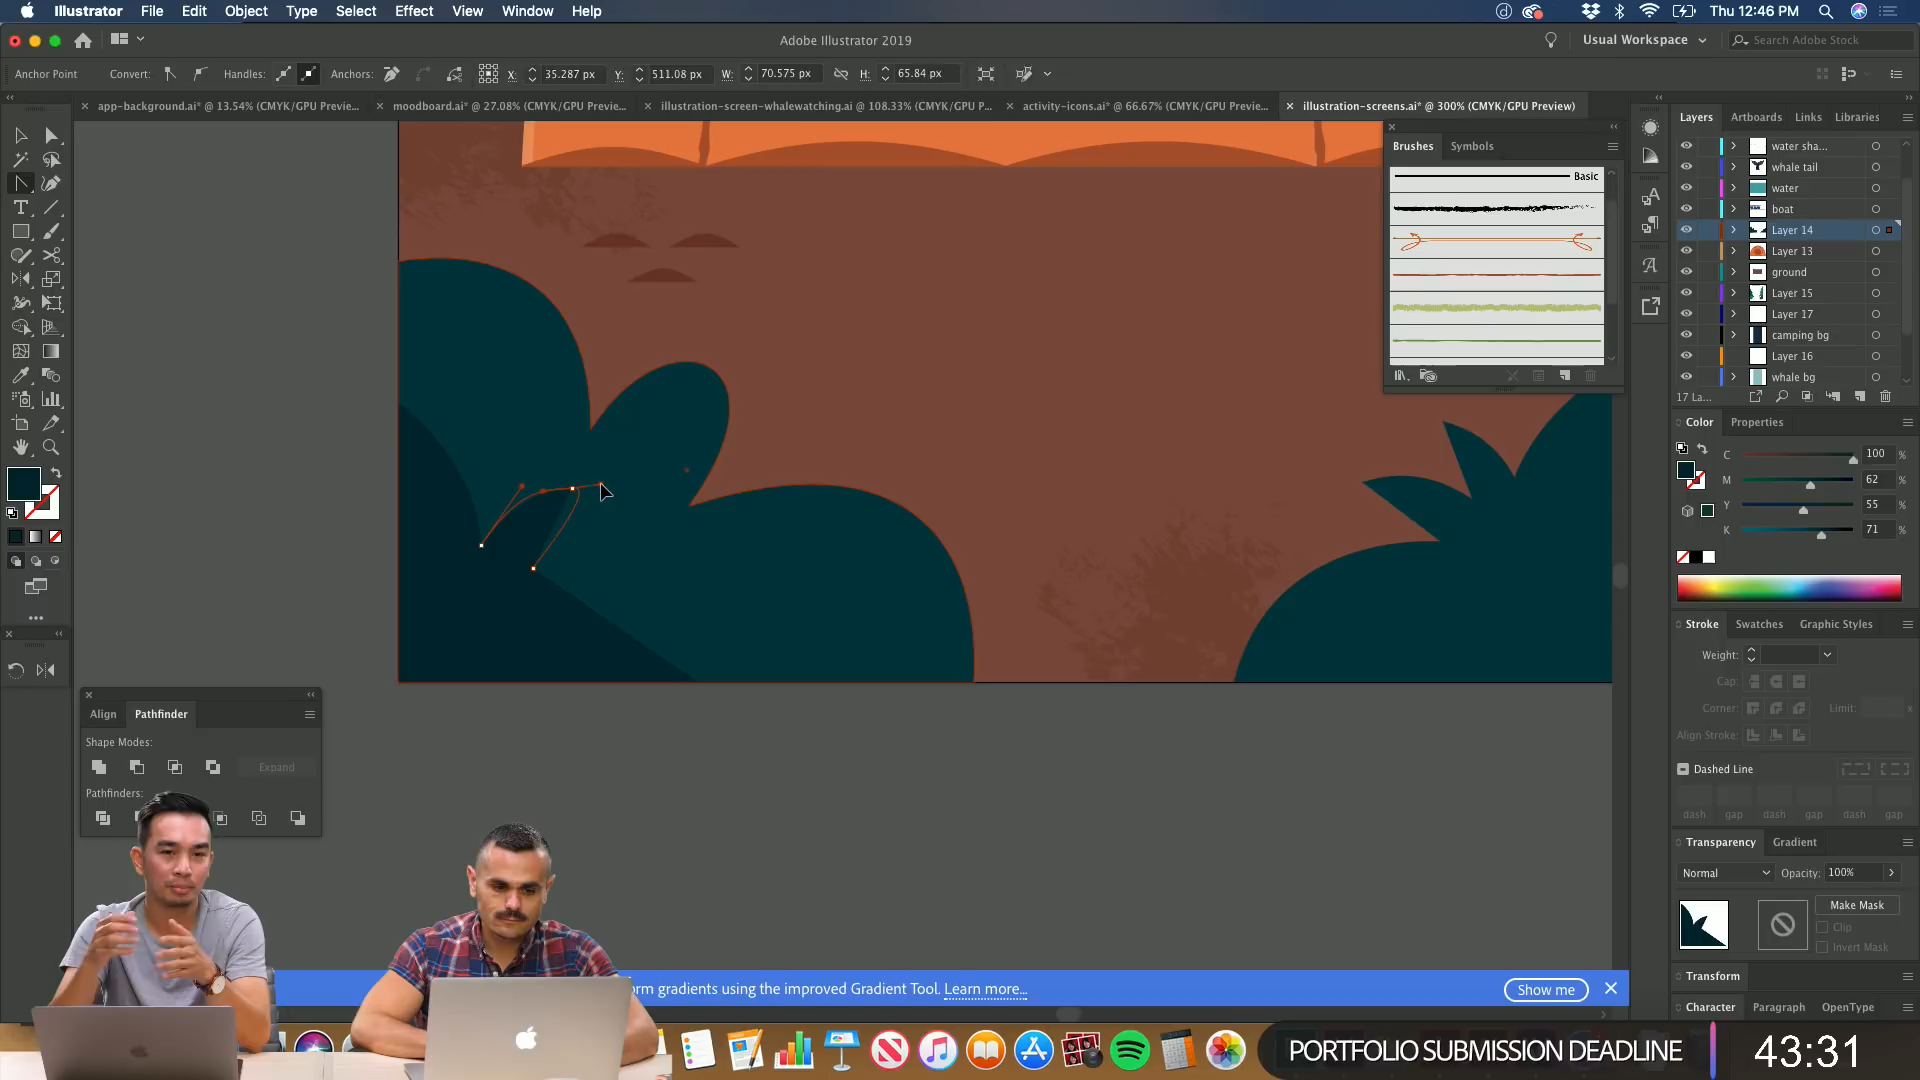 Illustrator File Edit Object Type Select Effect View Window Help
Thu 12:46 PM
Adobe Illustrator 2019
Usual Workspace
Search Adobe Stock
Anchor Point Convert: Handles: Anchors: X: 35.287 px Y: 511.08 px W: 70.575 px H: 65.84 px
app-background.ai* @ 13.54% (CMYK/GPU Previe...
moodboard.ai* @ 27.08% (CMYK/GPU Previe...
illustration-screen-whalewatching.ai @ 108.33% (CMYK/GPU P...
activity-icons.ai* @ 66.67% (CMYK/GPU Previe...
illustration-screens.ai* @ 300% (CMYK/GPU Preview)
Brushes Symbols
Basic
Layers Artboards Links Libraries
water sha...
whale tail
water
boat
Layer 14
Layer 13
ground
Layer 15
Layer 17
camping bg
Layer 16
whale bg
17 La...
Color Properties
C 100 %
M 62 %
Y 55 %
K 71 %
Stroke Swatches Graphic Styles
Weight:
Cap:
Corner: Limit: x
Align Stroke:
Dashed Line
dash gap dash gap dash gap
Transparency Gradient
Normal Opacity: 100%
Make Mask
Clip
Invert Mask
Transform
Character Paragraph OpenType
Align Pathfinder
Shape Modes:
Expand
Pathfinders:
orm gradients using the improved Gradient Tool. Learn more...
Show me
PORTFOLIO SUBMISSION DEADLINE 43:31